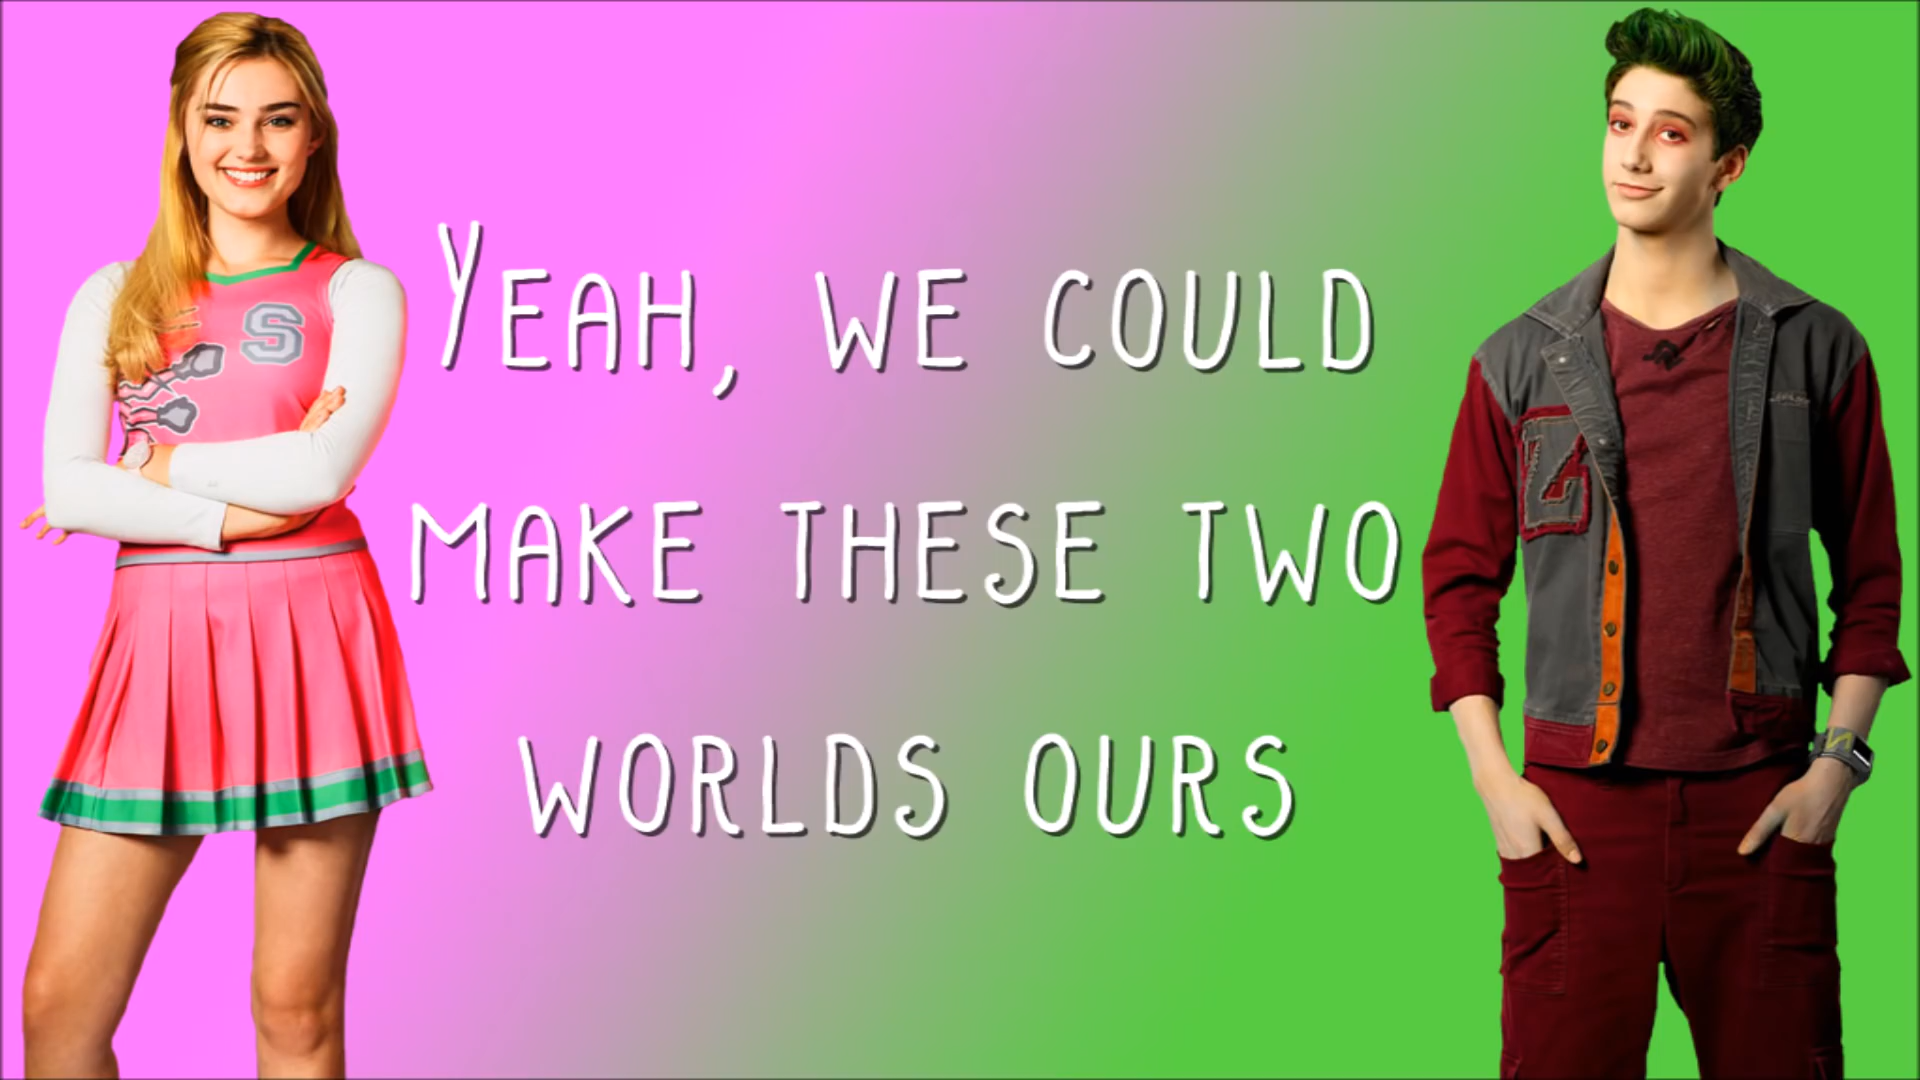 Yeah, we could
make these two
worlds ours
S
Z